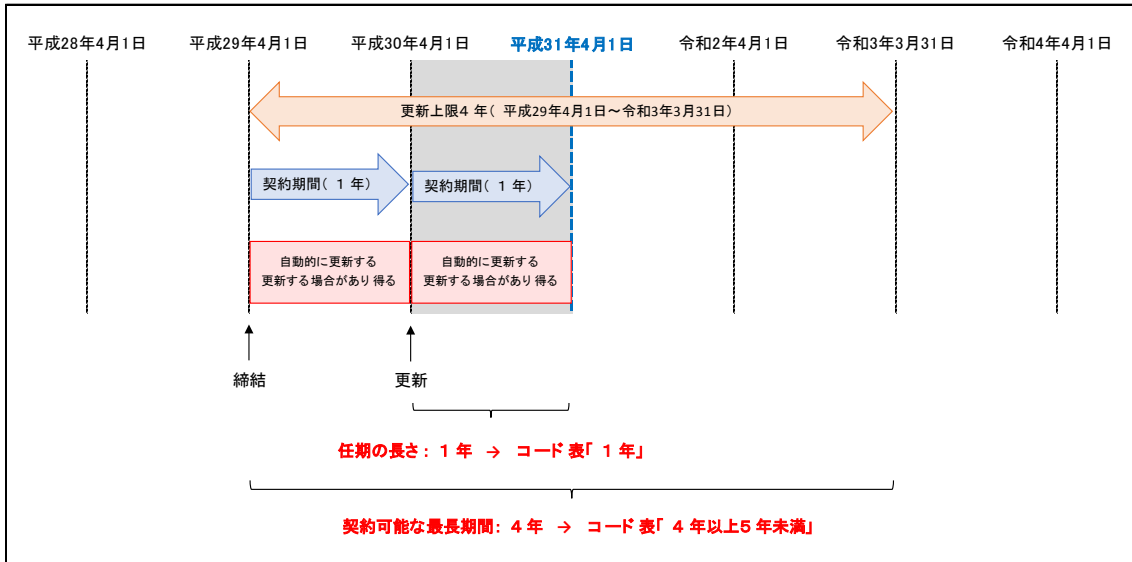 平成28年4月1日 平成29年4月1日 平成30年4月1日 平成31年4月1日 令和2年4月1日 令和3年3月31日 令和4年4月1日
更新上限4年(平成29年4月1日～令和3年3月31日)
契約期間(1年) 契約期間(1年)
自動的に更新する 自動的に更新する
更新する場合があり得る 更新する場合があり得る
締結 更新
任期の長さ：1年 → コード表「1年」
契約可能な最長期間：4年 → コード表「4年以上5年未満」